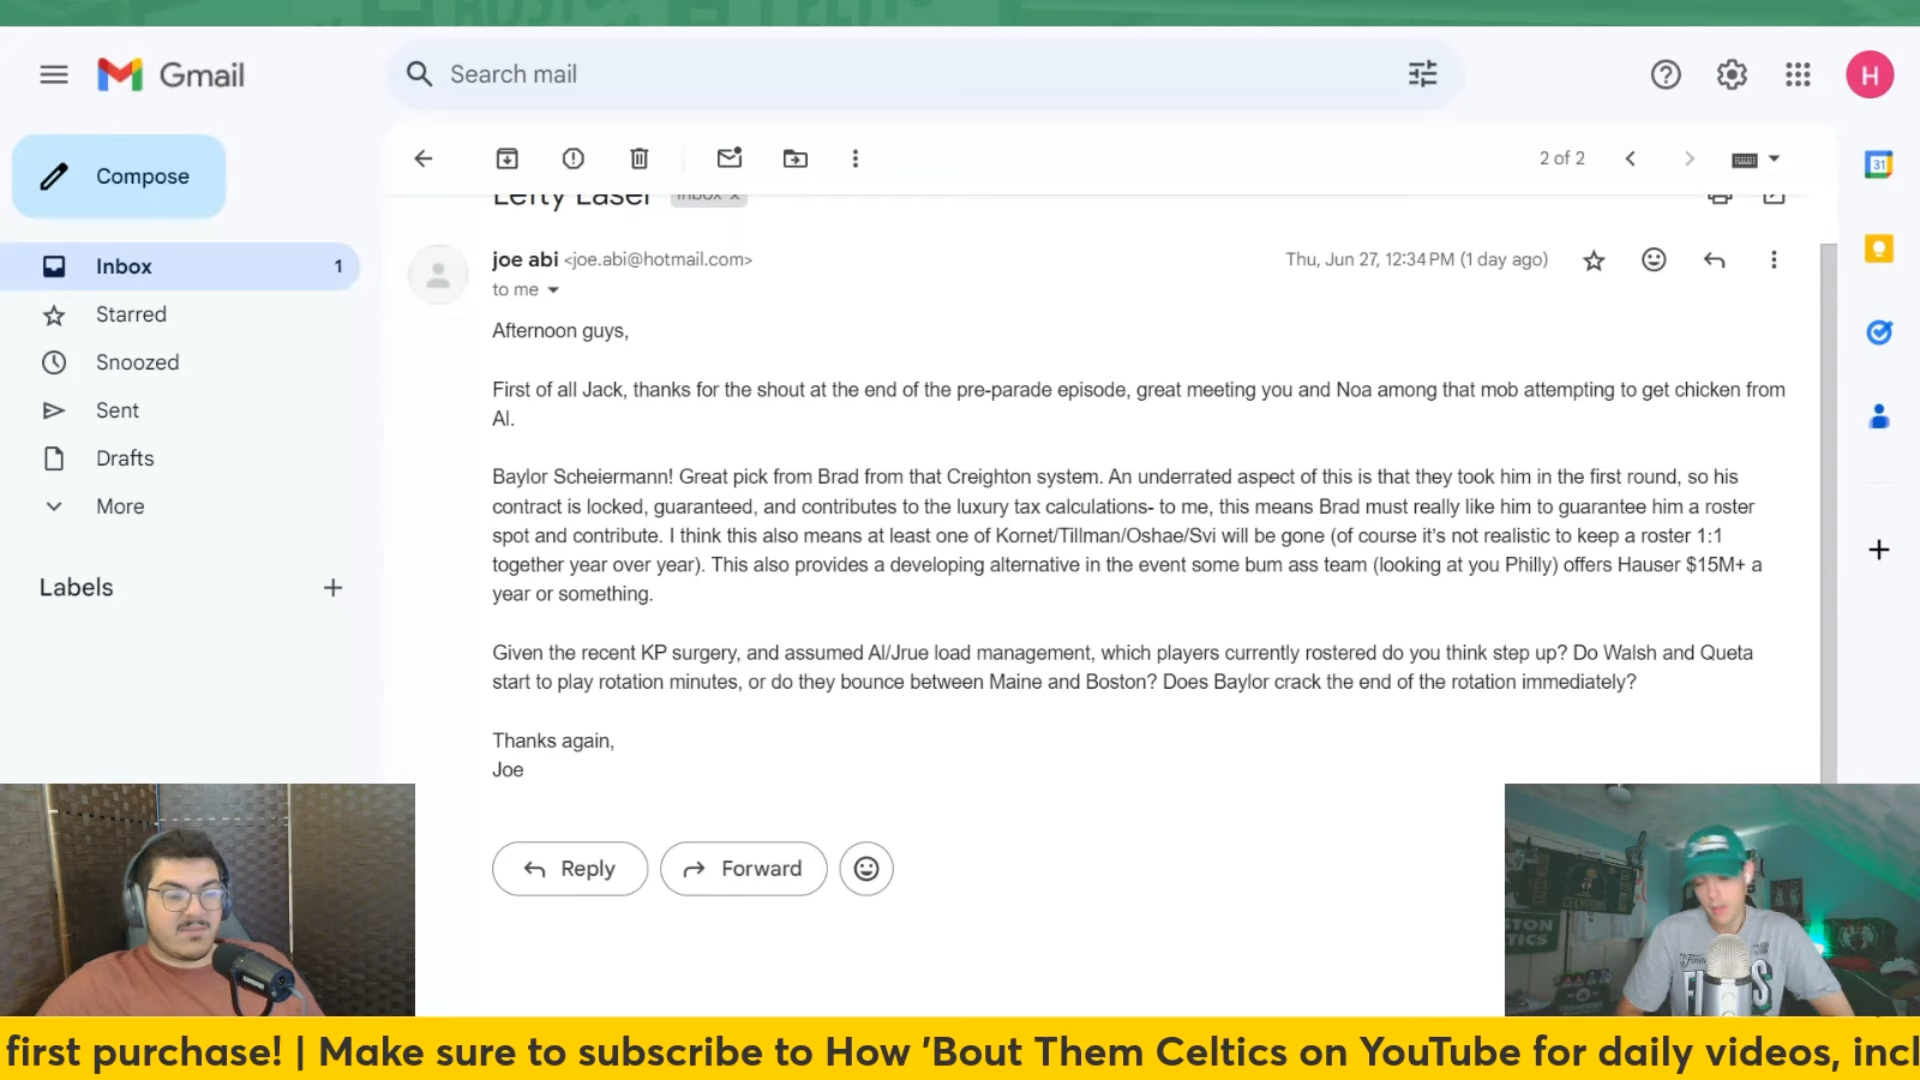 BOSTON CELTICS
Gmail
Search mail
H
Compose
2 of 2
31
Lefty Laser Inbox x
Inbox 1
joe abi <joe.abi@hotmail.com>
Thu, Jun 27, 12:34 PM (1 day ago)
to me
Starred
Snoozed
Sent
Drafts
More
Labels
Afternoon guys,
First of all Jack, thanks for the shout at the end of the pre-parade episode, great meeting you and Noa among that mob attempting to get chicken from
Al.
Baylor Scheiermann! Great pick from Brad from that Creighton system. An underrated aspect of this is that they took him in the first round, so his
contract is locked, guaranteed, and contributes to the luxury tax calculations- to me, this means Brad must really like him to guarantee him a roster
spot and contribute. I think this also means at least one of Kornet/Tillman/Oshae/Svi will be gone (of course it's not realistic to keep a roster 1:1
together year over year). This also provides a developing alternative in the event some bum ass team (looking at you Philly) offers Hauser $15M+ a
year or something.
Given the recent KP surgery, and assumed Al/Jrue load management, which players currently rostered do you think step up? Do Walsh and Queta
start to play rotation minutes, or do they bounce between Maine and Boston? Does Baylor crack the end of the rotation immediately?
Thanks again,
Joe
Reply
Forward
first purchase! | Make sure to subscribe to How 'Bout Them Celtics on YouTube for daily videos, incl